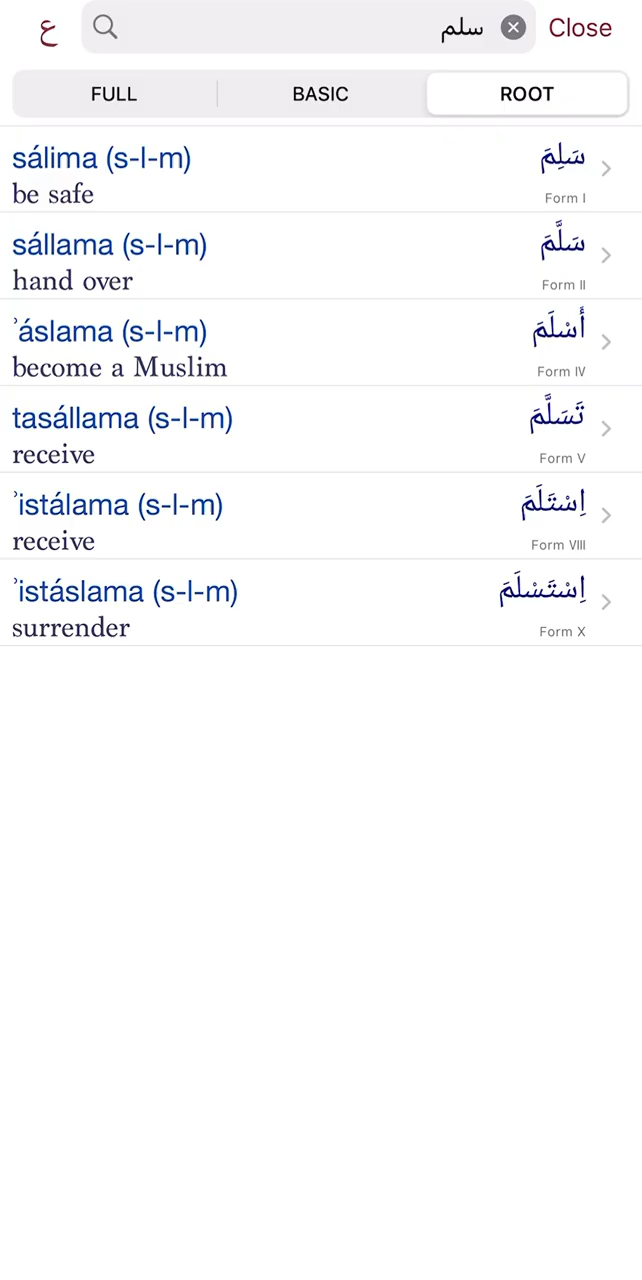 ع سلم Close
FULL BASIC ROOT
sálima (s-l-m) سَلِمَ
be safe Form I
sállama (s-l-m) سَلَّمَ
hand over Form II
ʾáslama (s-l-m) أَسْلَمَ
become a Muslim Form IV
tasállama (s-l-m) تَسَلَّمَ
receive Form V
ʾistálama (s-l-m) اِسْتَلَمَ
receive Form VIII
ʾistáslama (s-l-m) اِسْتَسْلَمَ
surrender Form X